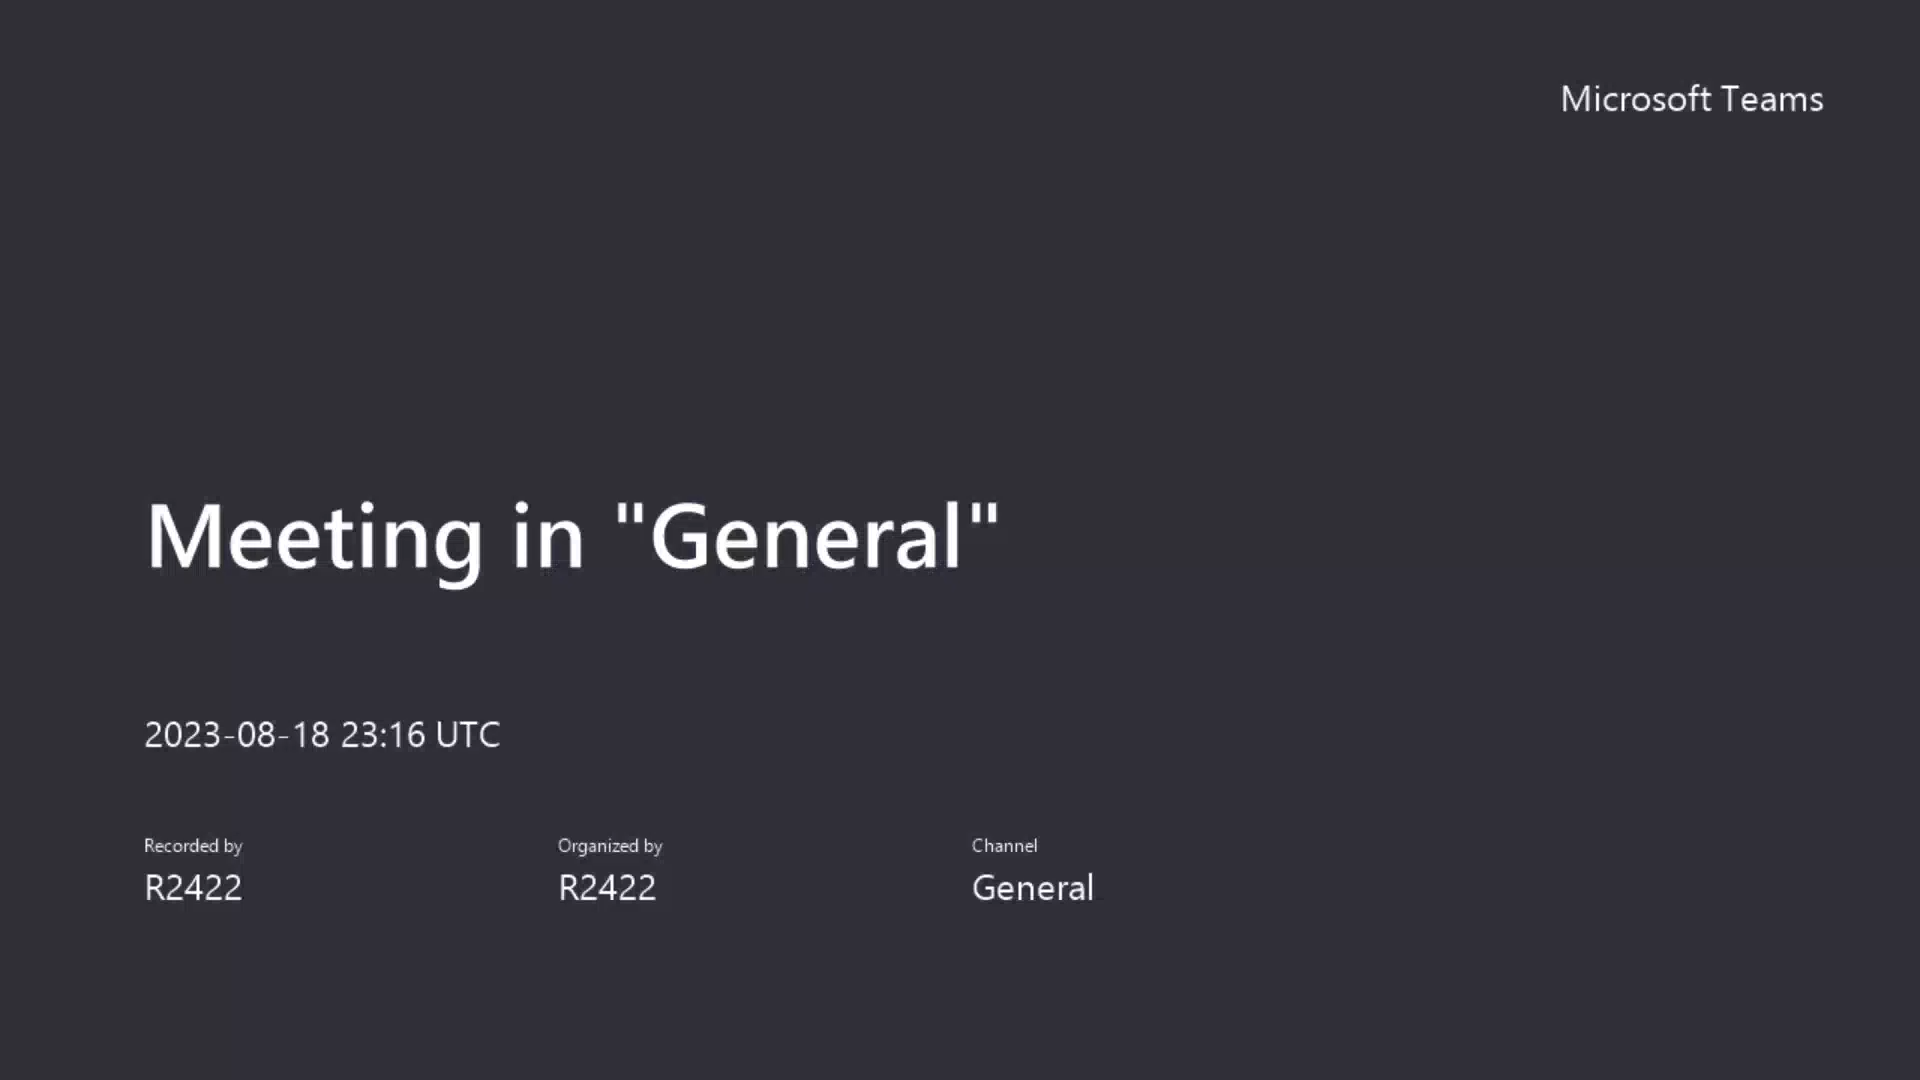 Microsoft Teams
Meeting in "General"
2023-08-18 23:16 UTC
Recorded by
R2422
Organized by
R2422
Channel
General